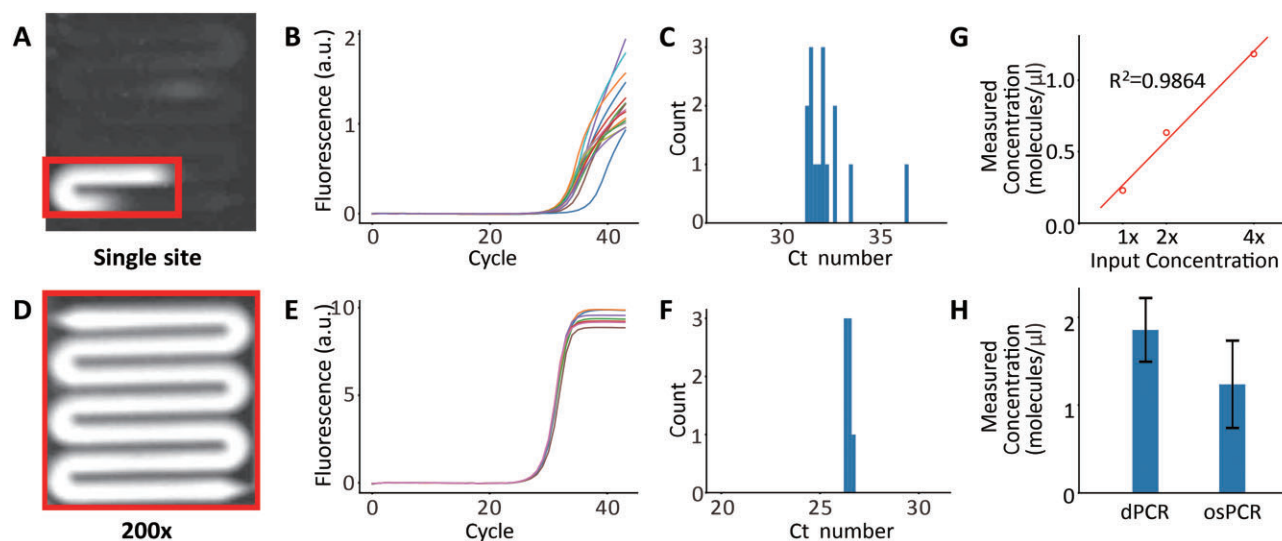 A
Single site
B
Fluorescence (a.u.)
2
1
0
0
20
40
Cycle
C
Count
3
2
1
0
30
35
Ct number
G
Measured
Concentration
(molecules/μl)
1.0
0.5
0.0
R²=0.9864
1x
2x
4x
Input Concentration
D
200x
E
Fluorescence (a.u.)
10
5
0
0
20
40
Cycle
F
Count
3
2
1
0
20
25
30
Ct number
H
Measured
Concentration
(molecules/μl)
2
1
0
dPCR
osPCR